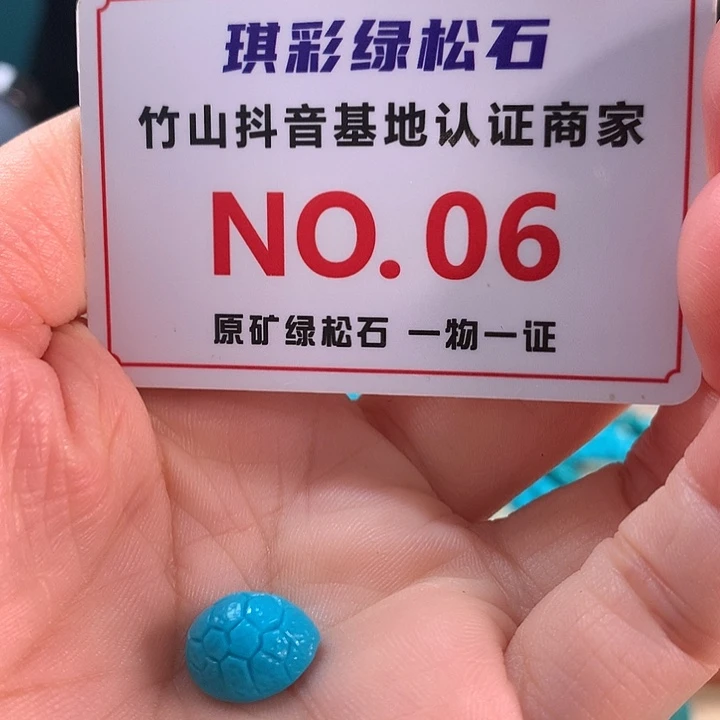 琪彩绿松石
竹山抖音基地认证商家
NO.06
原矿绿松石 一物一证